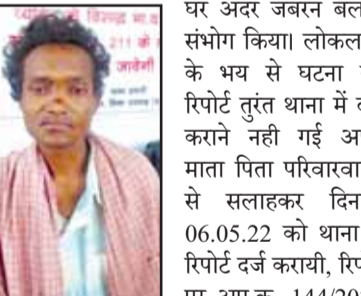 के विरुद्ध भा.व
211 के
जावेगी
घर अंदर जबरन बल
संभोग किया। लोकल
के भय से घटना
रिपोर्ट तुरंत थाना में
कराने नही गई अ
माता पिता परिवारवा
से सलाहकर दिन
06.05.22 को थाना
रिपोर्ट दर्ज करायी, रिप